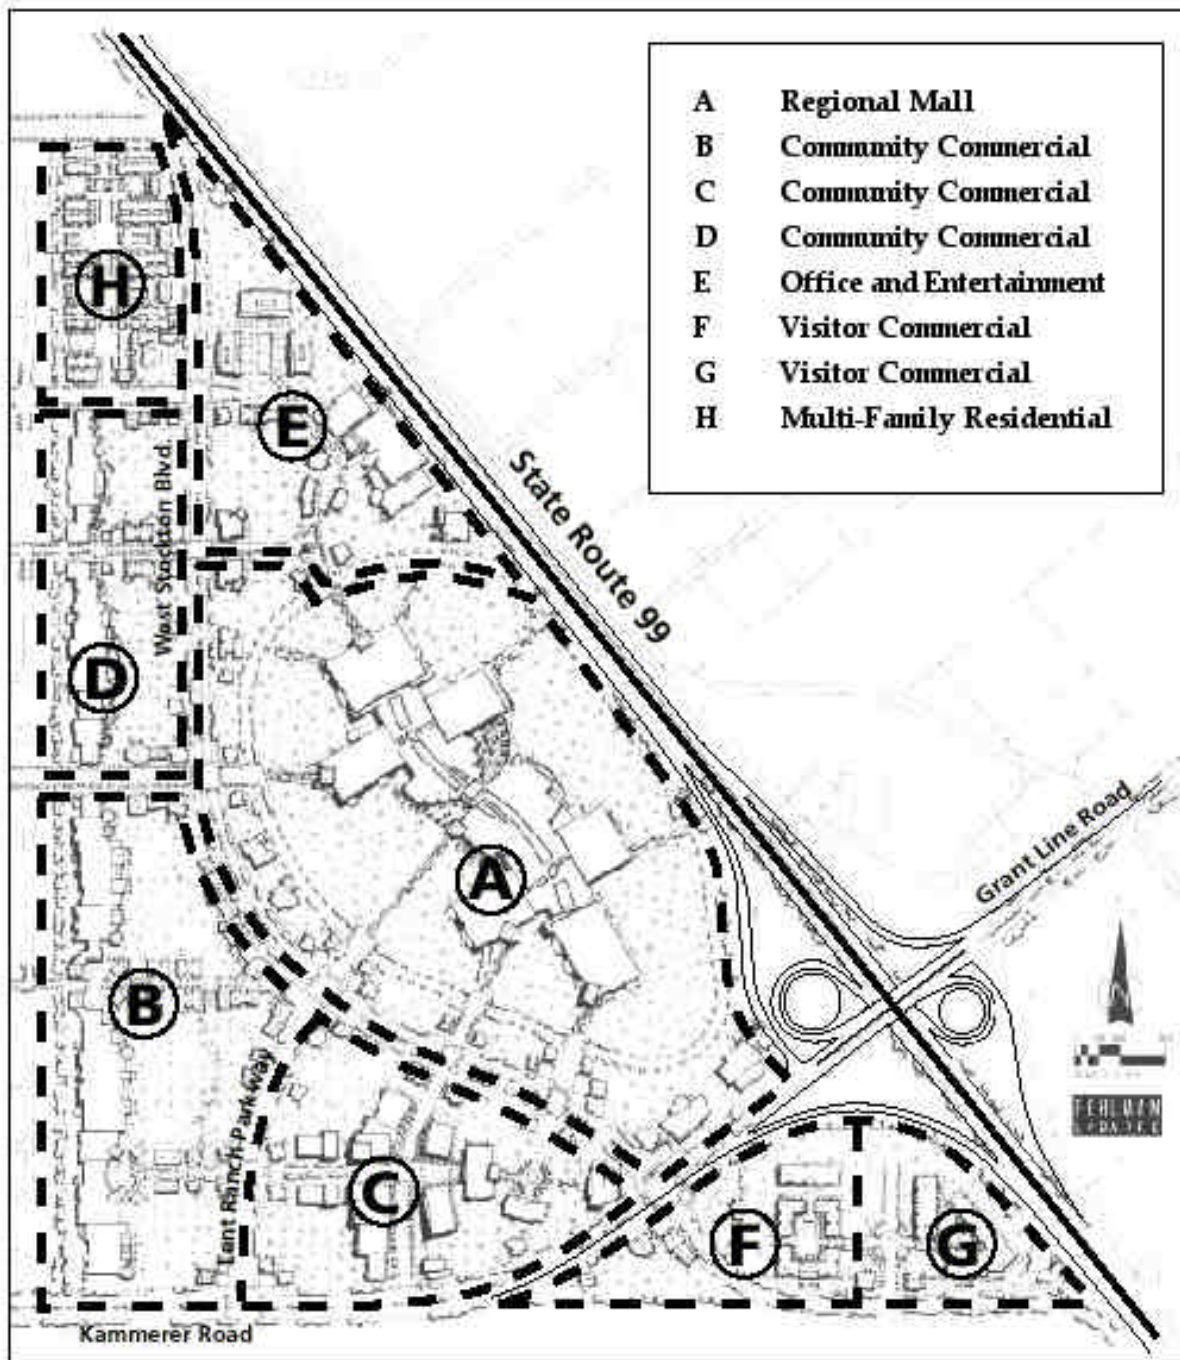 A Regional Mall
B Community Commercial
C Community Commercial
D Community Commercial
E Office and Entertainment
F Visitor Commercial
G Visitor Commercial
H Multi-Family Residential
H
E
State Route 99
West Stockton Blvd.
D
Grant Line Road
A
B
Lent Ranch Parkway
C
F
G
Kammerer Road